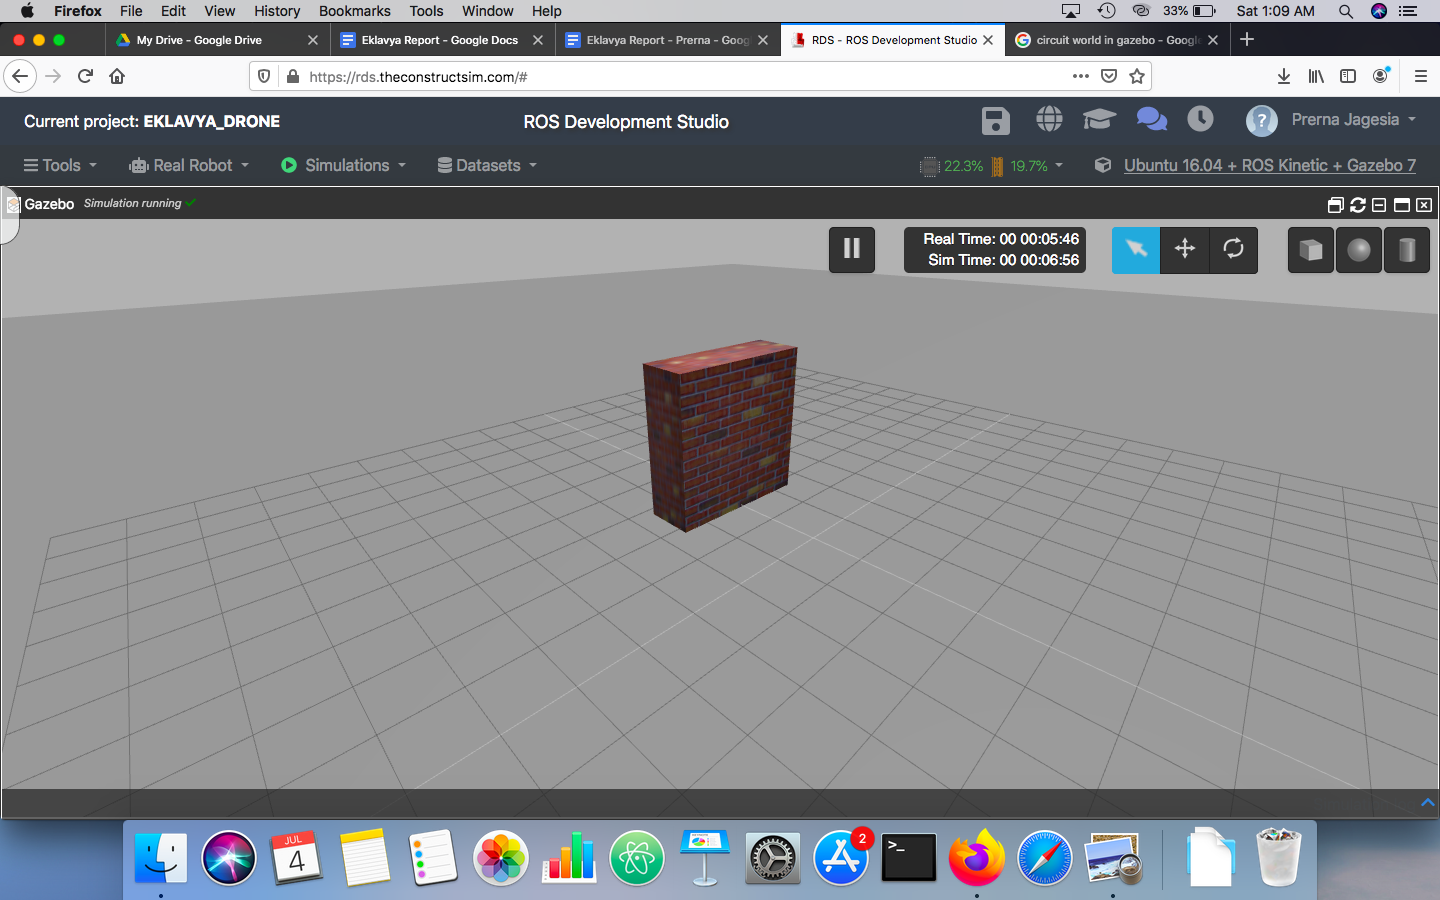 Firefox File Edit View History Bookmarks Tools Window Help 33% Sat 1:09 AM
My Drive - Google Drive Eklavya Report - Google Docs Eklavya Report - Prerna - Goog RDS - ROS Development Studio circuit world in gazebo - Google
https://rds.theconstructsim.com/#
Current project: EKLAVYA_DRONE ROS Development Studio ? Prerna Jagesia
Tools Real Robot Simulations Datasets 22.3% 19.7% Ubuntu 16.04 + ROS Kinetic + Gazebo 7
Gazebo Simulation running
Real Time: 00 00:05:46
Sim Time: 00 00:06:56
JUL
4
2
>_